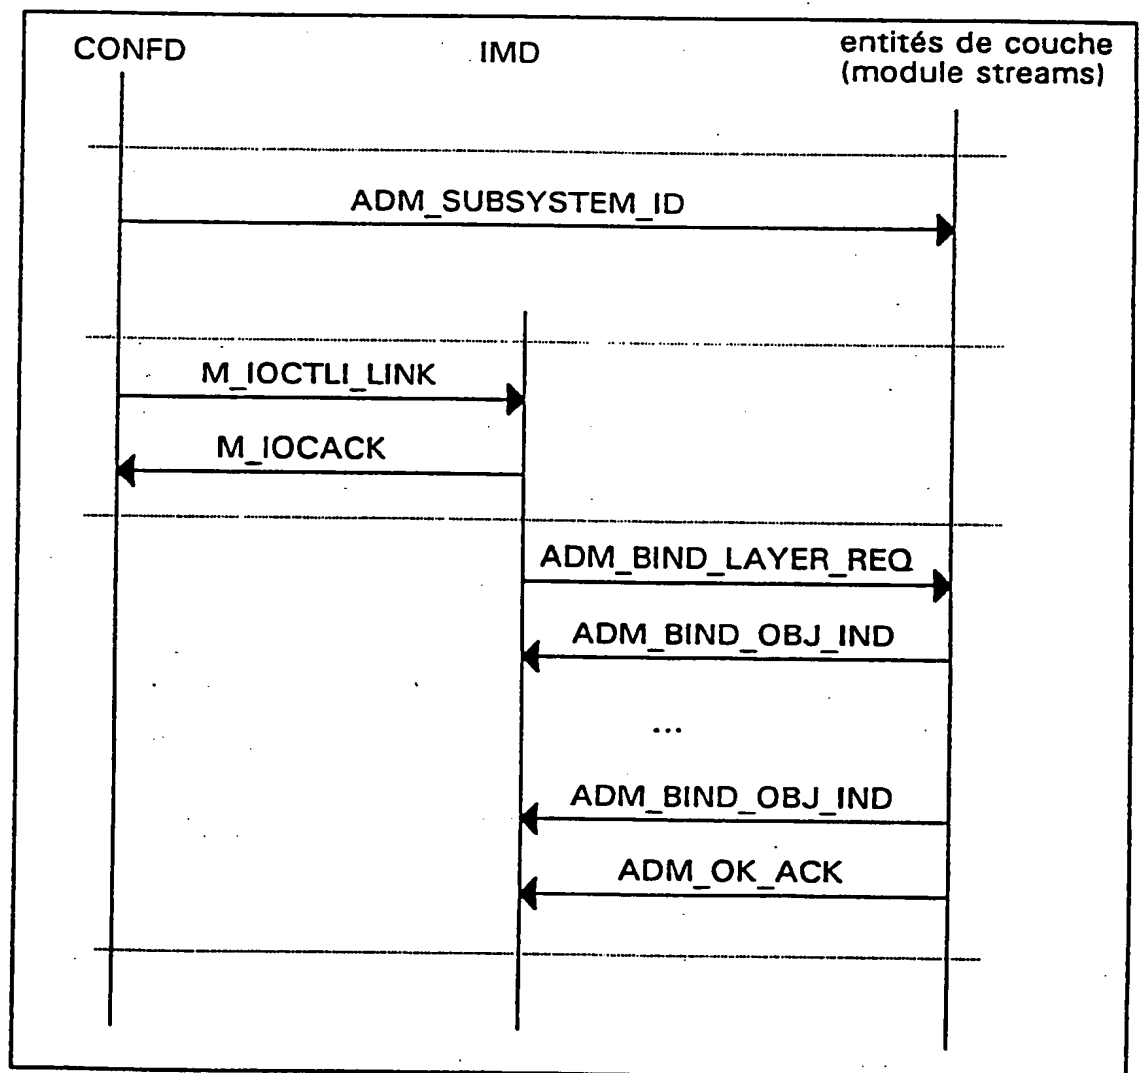 CONFD
IMD
entités de couche
(module streams)
ADM_SUBSYSTEM_ID
M_IOCTLI_LINK
M_IOCACK
ADM_BIND_LAYER_REQ
ADM_BIND_OBJ_IND
...
ADM_BIND_OBJ_IND
ADM_OK_ACK